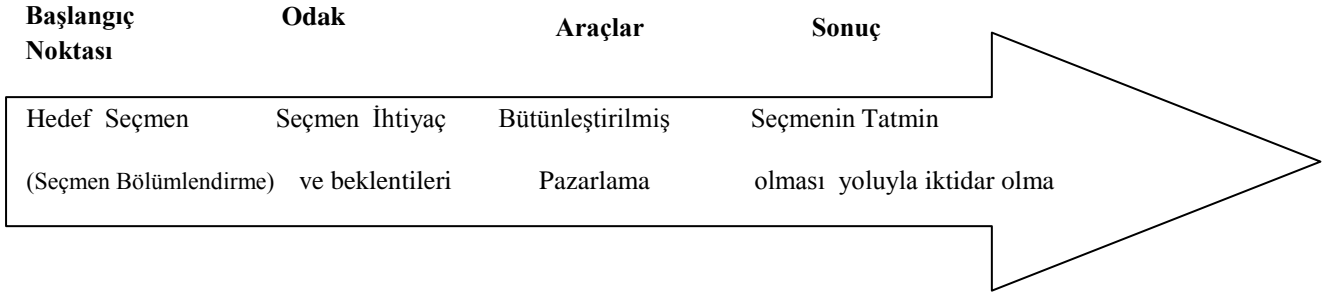 Başlangıç Noktası
Odak
Araçlar
Sonuç
Hedef Seçmen
Seçmen İhtiyaç
Bütünleştirilmiş
Seçmenin Tatmin
(Seçmen Bölümlendirme)
ve beklentileri
Pazarlama
olması yoluyla iktidar olma